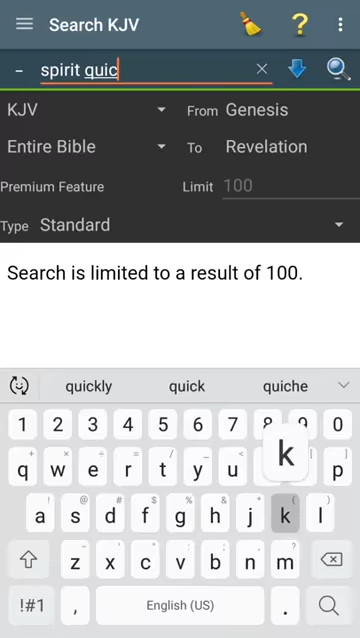 Search KJV
?
– spirit quic
KJV From Genesis
Entire Bible To Revelation
Premium Feature Limit 100
Type Standard
Search is limited to a result of 100.
quickly quick quiche
1 2 3 4 5 6 7 8 9 0
q w e r t y u k p
a s d f g h j k l
z x c v b n m
!#1 , English (US) .